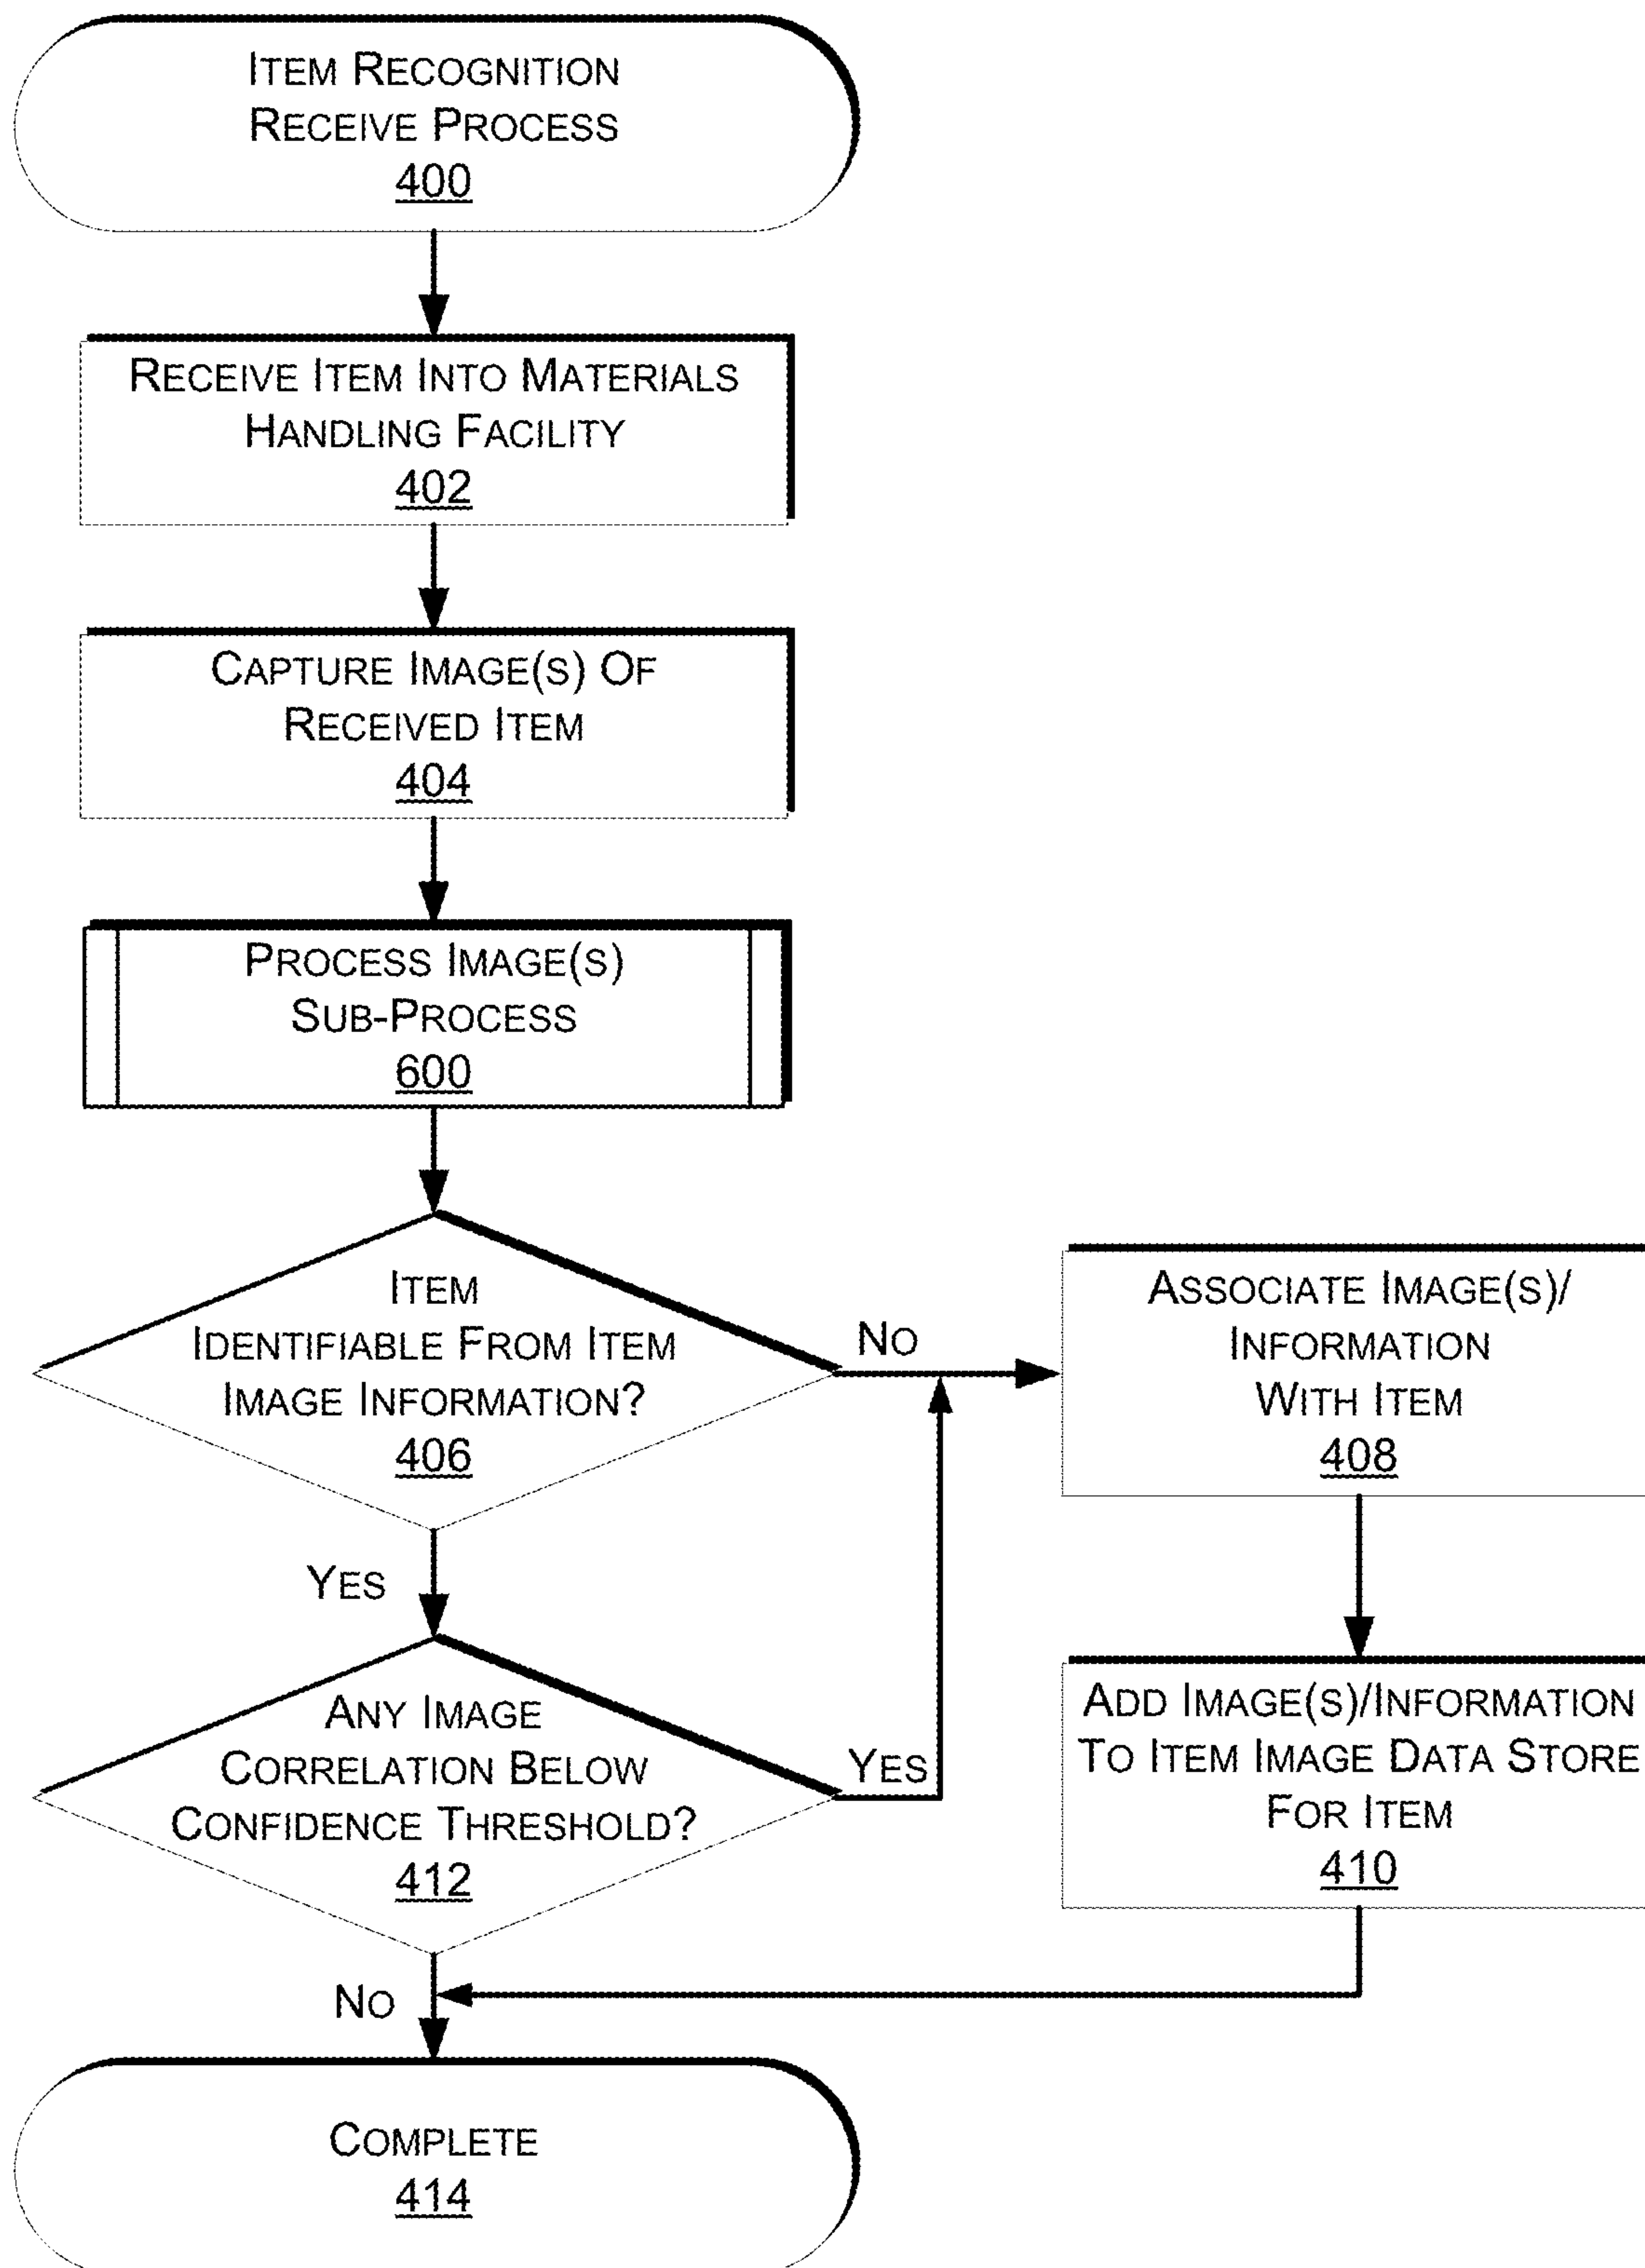 ITEM RECOGNITION
RECEIVE PROCESS
400
RECEIVE ITEM INTO MATERIALS
HANDLING FACILITY
402
CAPTURE IMAGE(S) OF
RECEIVED ITEM
404
PROCESS IMAGE(S)
SUB-PROCESS
600
ITEM
IDENTIFIABLE FROM ITEM
IMAGE INFORMATION?
406
NO
YES
ASSOCIATE IMAGE(S)/
INFORMATION
WITH ITEM
408
ANY IMAGE
CORRELATION BELOW
CONFIDENCE THRESHOLD?
412
YES
NO
ADD IMAGE(S)/INFORMATION
TO ITEM IMAGE DATA STORE
FOR ITEM
410
COMPLETE
414